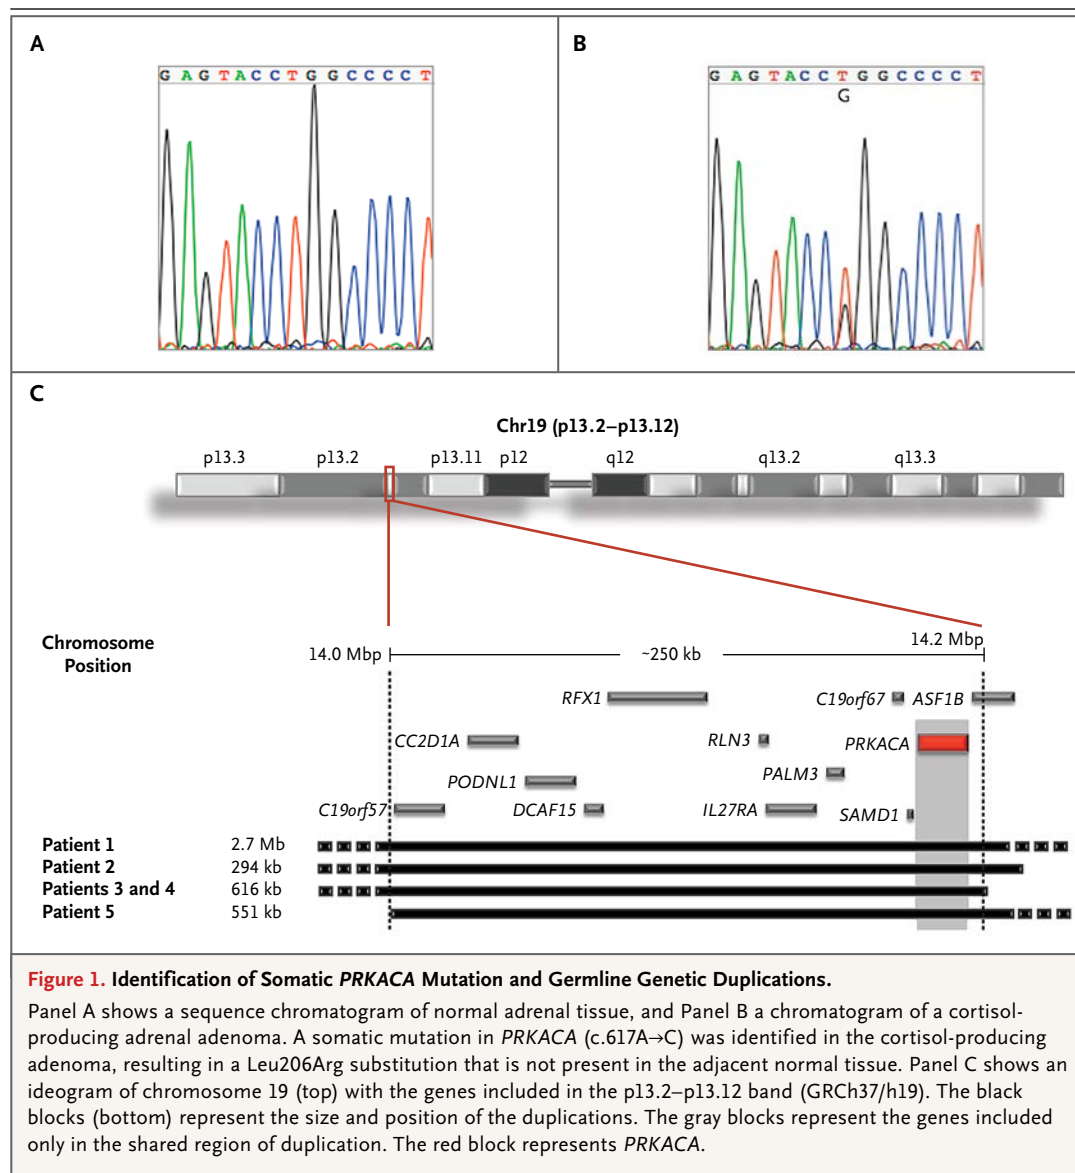 A
G A G T A C C T G G C C C C T
B
G A G T A C C T G G C C C C T
G
C
Chr19 (p13.2–p13.12)
p13.3 p13.2 p13.11 p12 q12 q13.2 q13.3
Chromosome
Position
14.0 Mbp ~250 kb 14.2 Mbp
RFX1 C19orf67 ASF1B
CC2D1A RLN3 PRKACA
PODNL1 PALM3
C19orf57 DCAF15 IL27RA SAMD1
Patient 1 2.7 Mb
Patient 2 294 kb
Patients 3 and 4 616 kb
Patient 5 551 kb
Figure 1. Identification of Somatic PRKACA Mutation and Germline Genetic Duplications.
Panel A shows a sequence chromatogram of normal adrenal tissue, and Panel B a chromatogram of a cortisol-
producing adrenal adenoma. A somatic mutation in PRKACA (c.617A→C) was identified in the cortisol-producing
adenoma, resulting in a Leu206Arg substitution that is not present in the adjacent normal tissue. Panel C shows an
ideogram of chromosome 19 (top) with the genes included in the p13.2–p13.12 band (GRCh37/h19). The black
blocks (bottom) represent the size and position of the duplications. The gray blocks represent the genes included
only in the shared region of duplication. The red block represents PRKACA.